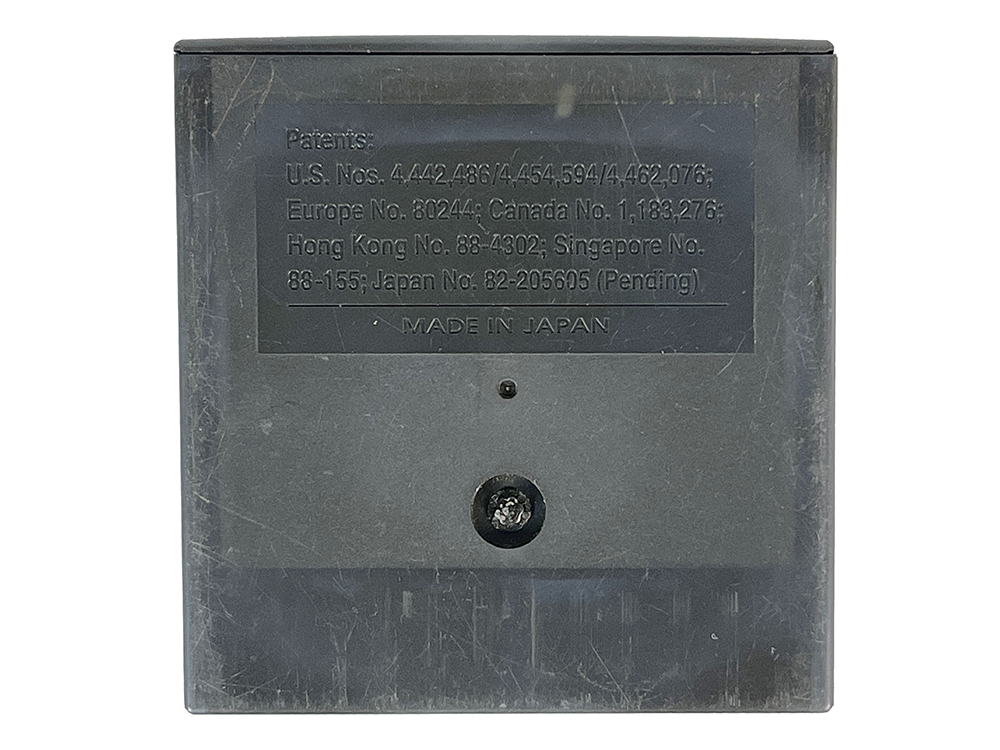 Patents:
U.S. Nos. 4,442,486/4,454,594/4,462,076;
Europe No. 80244; Canada No. 1,183,276;
Hong Kong No. 88-4302; Singapore No.
88-155; Japan No. 82-205605 (Pending)
MADE IN JAPAN